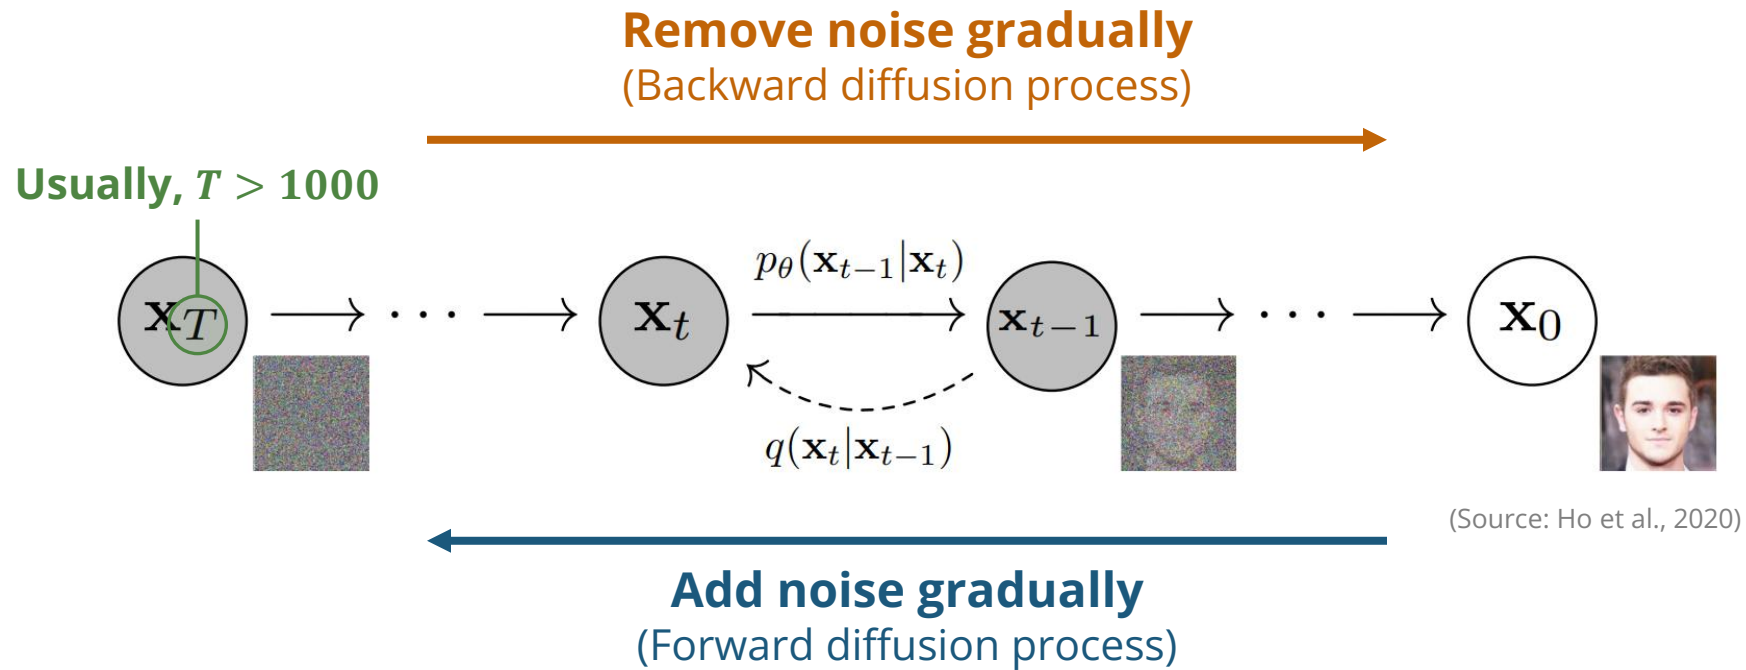 Remove noise gradually
(Backward diffusion process)
Usually, T > 1000
p_θ(x_{t−1}|x_t)
x_T → ··· → x_t → x_{t−1} → ··· → x_0
q(x_t|x_{t−1})
(Source: Ho et al., 2020)
Add noise gradually
(Forward diffusion process)